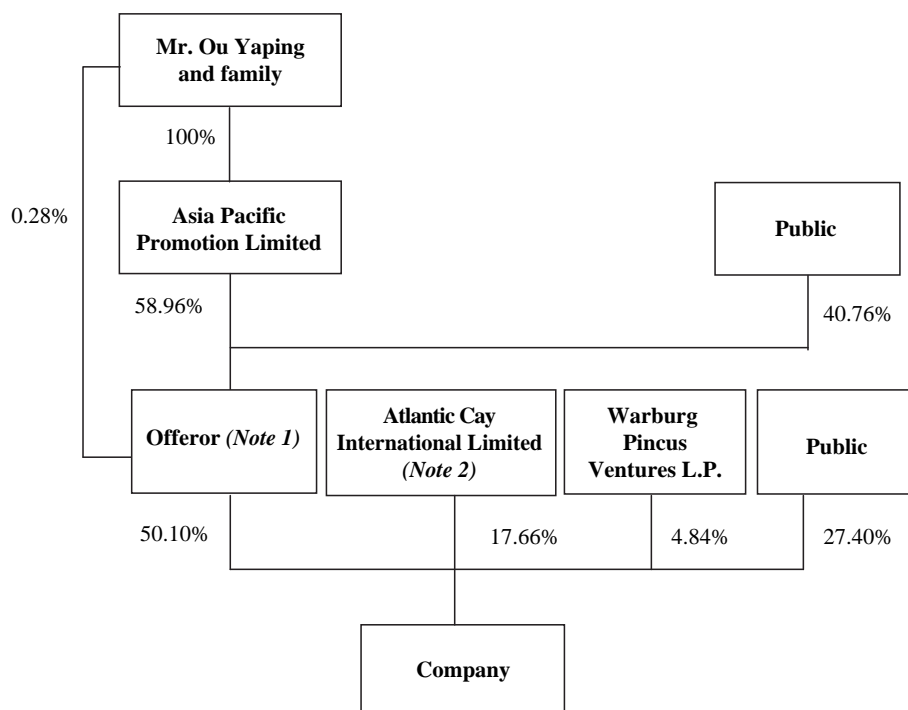 Mr. Ou Yaping
and family
100%
0.28%
Asia Pacific
Promotion Limited
Public
58.96%
40.76%
Offeror (Note 1)
Atlantic Cay
International Limited
(Note 2)
Warburg
Pincus
Ventures L.P.
Public
50.10%
17.66%
4.84%
27.40%
Company